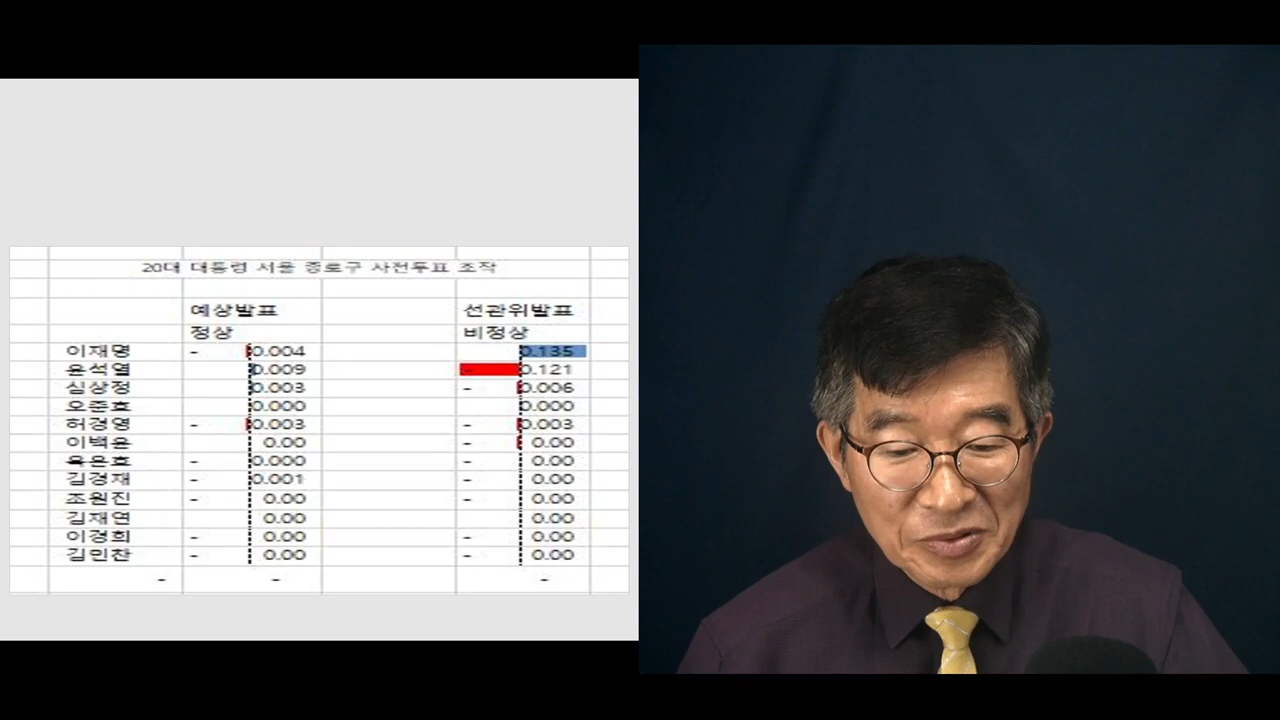 20대 대통령 서울 종로구 사전투표 조작
예상발표 선관위발표
정상 비정상
이재명 - 0.004 0.135
윤석열 0.009 - 0.121
심상정 0.003 - 0.006
오준호 0.000 0.000
허경영 - 0.003 - 0.003
이백윤 0.00 - 0.00
옥은호 - 0.000 - 0.00
김경재 - 0.001 - 0.00
조원진 - 0.00 - 0.00
김재연 0.00 0.00
이경희 - 0.00 - 0.00
김민찬 - 0.00 - 0.00
- - -